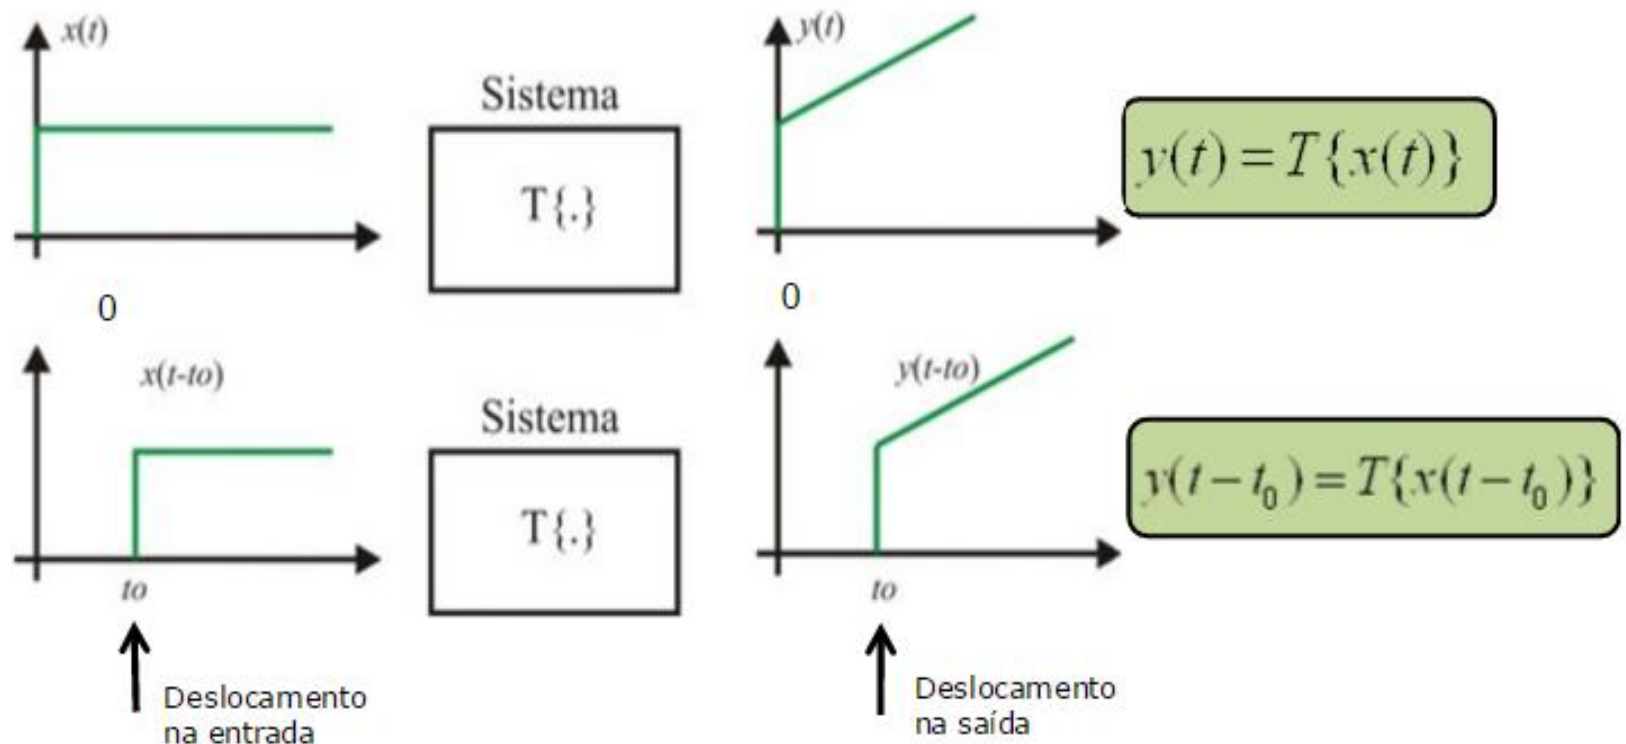 x(t)
Sistema
T{.}
0
y(t)
0
y(t) = T{x(t)}
x(t-to)
to
Sistema
T{.}
y(t-to)
to
y(t − t₀) = T{x(t − t₀)}
Deslocamento
na entrada
Deslocamento
na saída